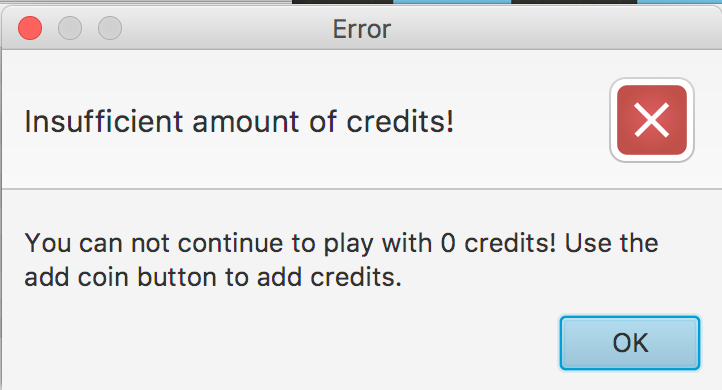 Error
Insufficient amount of credits!
You can not continue to play with 0 credits! Use the
add coin button to add credits.
OK